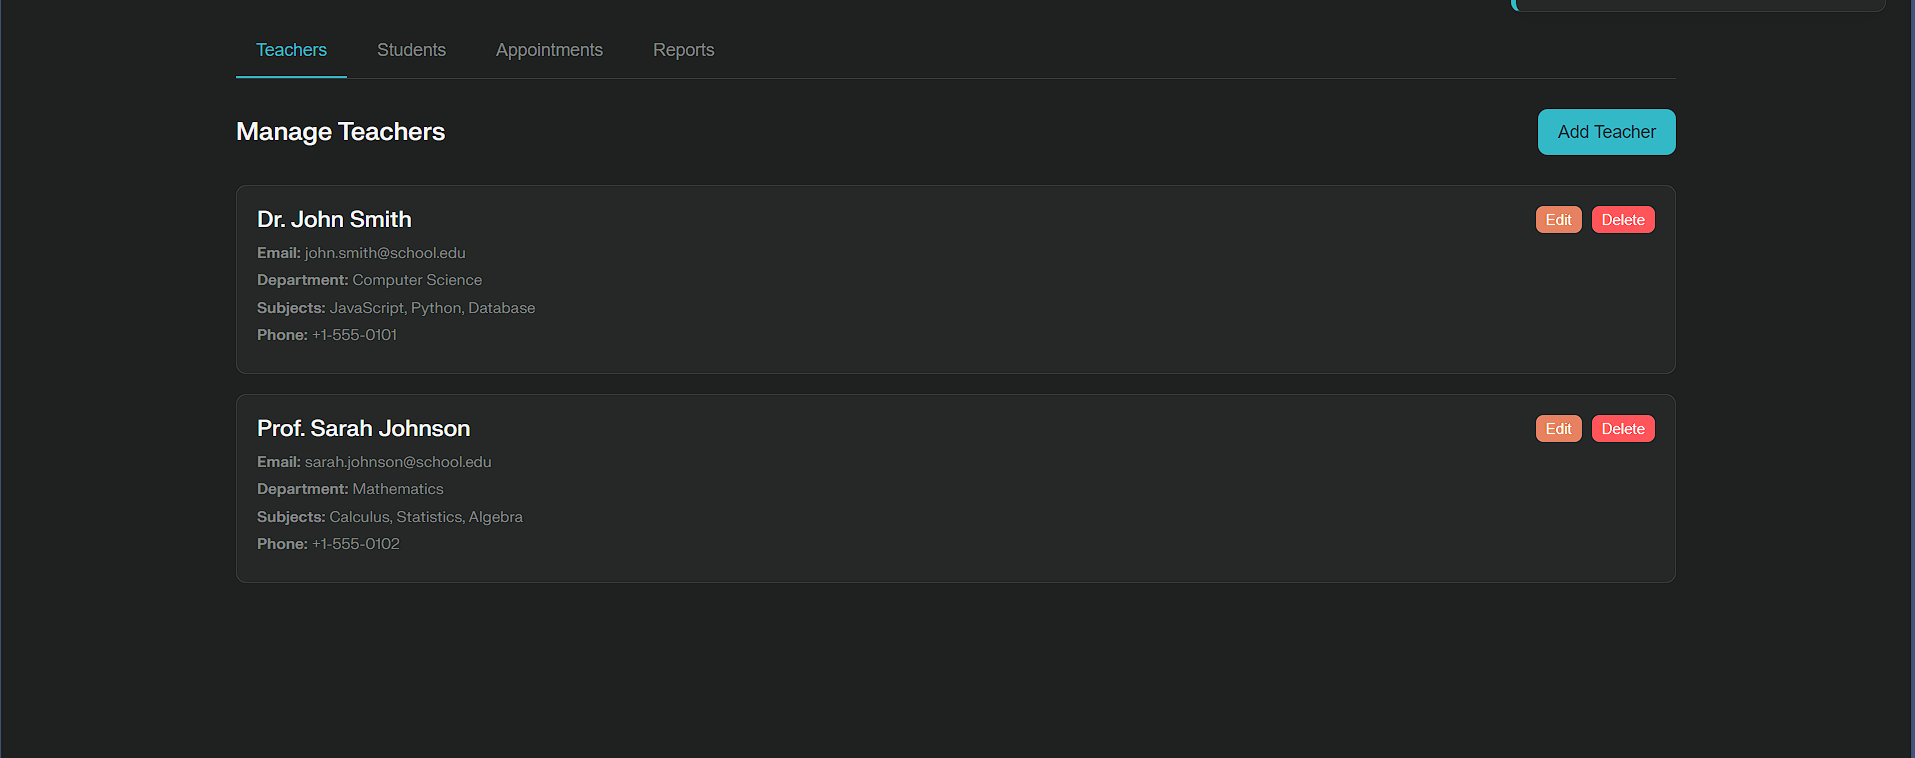 Teachers Students Appointments Reports
Manage Teachers
Add Teacher
Dr. John Smith
Edit Delete
Email: john.smith@school.edu
Department: Computer Science
Subjects: JavaScript, Python, Database
Phone: +1-555-0101
Prof. Sarah Johnson
Edit Delete
Email: sarah.johnson@school.edu
Department: Mathematics
Subjects: Calculus, Statistics, Algebra
Phone: +1-555-0102